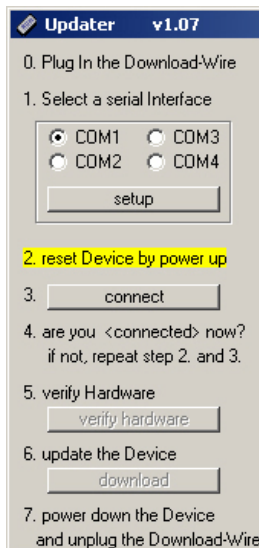 Updater v1.07
0. Plug In the Download-Wire
1. Select a serial Interface
COM1 COM3
COM2 COM4
setup
2. reset Device by power up
3. connect
4. are you <connected> now?
if not, repeat step 2. and 3.
5. verify Hardware
verify hardware
6. update the Device
download
7. power down the Device
and unplug the Download-Wire